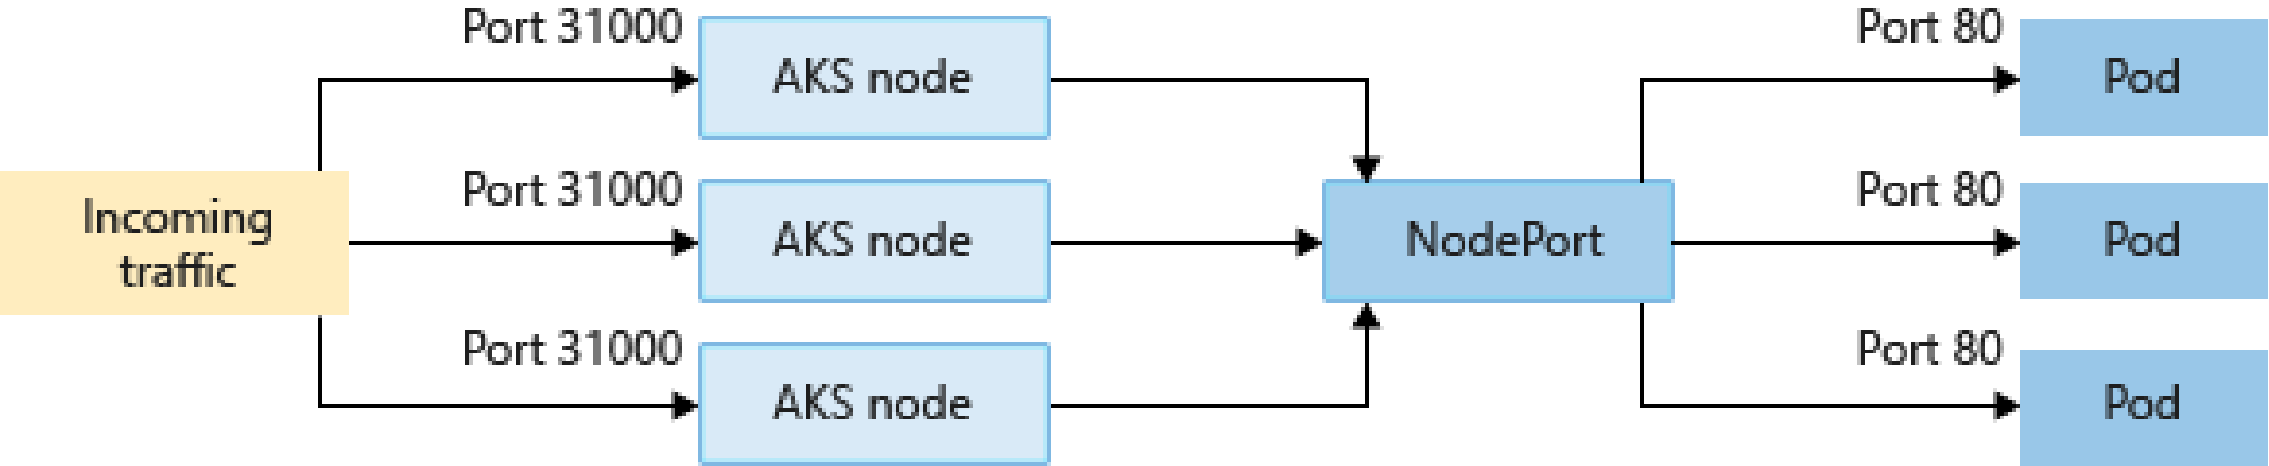 Port 31000
AKS node
Port 80
Pod
Incoming
traffic
Port 31000
AKS node
NodePort
Port 80
Pod
Port 31000
AKS node
Port 80
Pod